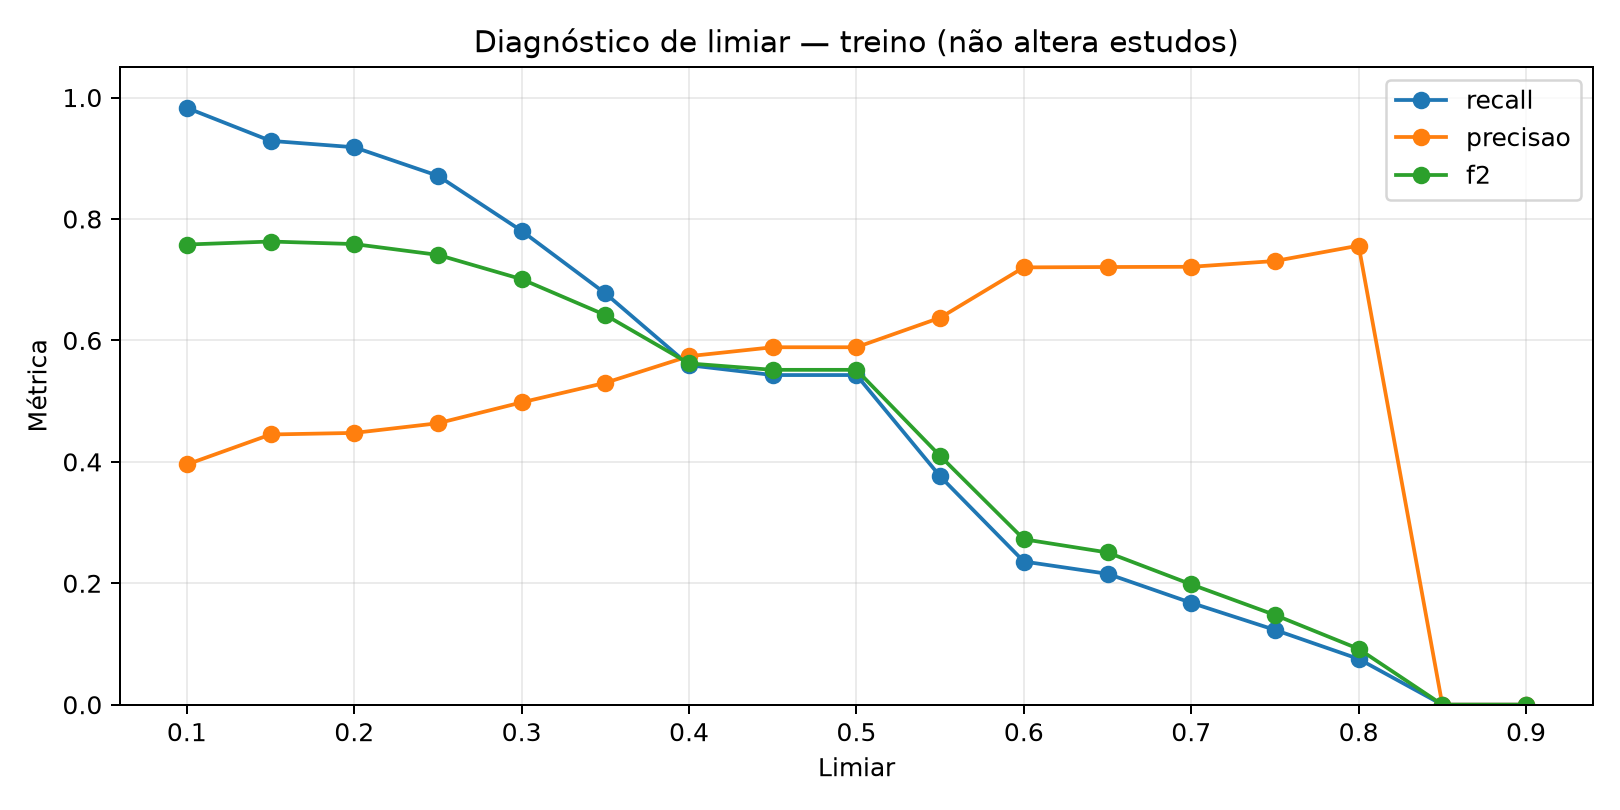 Diagnóstico de limiar — treino (não altera estudos)
recall
precisao
f2
Métrica
1.0
0.8
0.6
0.4
0.2
0.0
0.1 0.2 0.3 0.4 0.5 0.6 0.7 0.8 0.9
Limiar